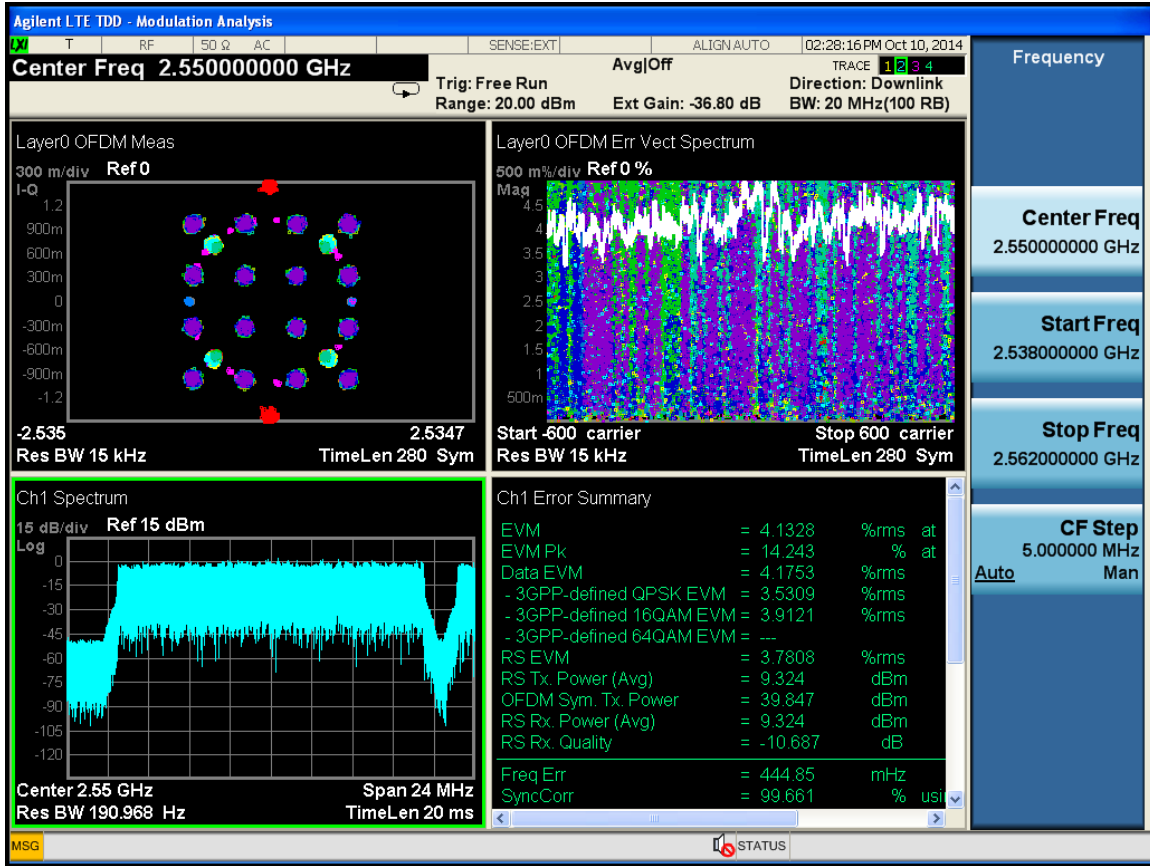 Agilent LTE TDD - Modulation Analysis
LXI T RF 50 Ω AC SENSE:EXT ALIGN AUTO 02:28:16 PM Oct 10, 2014
Center Freq 2.550000000 GHz
Avg|Off
TRACE 1 2 3 4
Trig: Free Run
Direction: Downlink
Range: 20.00 dBm
Ext Gain: -36.80 dB
BW: 20 MHz(100 RB)
Layer0 OFDM Meas
300 m/div Ref 0
I-Q
1.2
900m
600m
300m
0
-300m
-600m
-900m
-1.2
-2.535 2.5347
Res BW 15 kHz TimeLen 280 Sym
Layer0 OFDM Err Vect Spectrum
500 m%/div Ref 0 %
Mag
4.5
4
3.5
3
2.5
2
1.5
1
500m
Start -600 carrier Stop 600 carrier
Res BW 15 kHz TimeLen 280 Sym
Ch1 Spectrum
15 dB/div Ref 15 dBm
Log
0
-15
-30
-45
-60
-75
-90
-105
-120
Center 2.55 GHz Span 24 MHz
Res BW 190.968 Hz TimeLen 20 ms
Ch1 Error Summary
EVM = 4.1328 %rms at
EVM Pk = 14.243 % at
Data EVM = 4.1753 %rms
- 3GPP-defined QPSK EVM = 3.5309 %rms
- 3GPP-defined 16QAM EVM = 3.9121 %rms
- 3GPP-defined 64QAM EVM = ---
RS EVM = 3.7808 %rms
RS Tx. Power (Avg) = 9.324 dBm
OFDM Sym. Tx. Power = 39.847 dBm
RS Rx. Power (Avg) = 9.324 dBm
RS Rx. Quality = -10.687 dB
Freq Err = 444.85 mHz
SyncCorr = 99.661 % usi
Frequency
Center Freq
2.550000000 GHz
Start Freq
2.538000000 GHz
Stop Freq
2.562000000 GHz
CF Step
5.000000 MHz
Auto Man
MSG STATUS